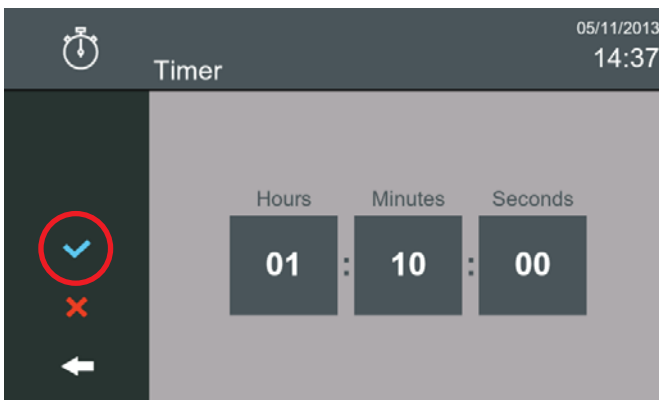 05/11/2013
14:37
Timer
Hours Minutes Seconds
01 : 10 : 00